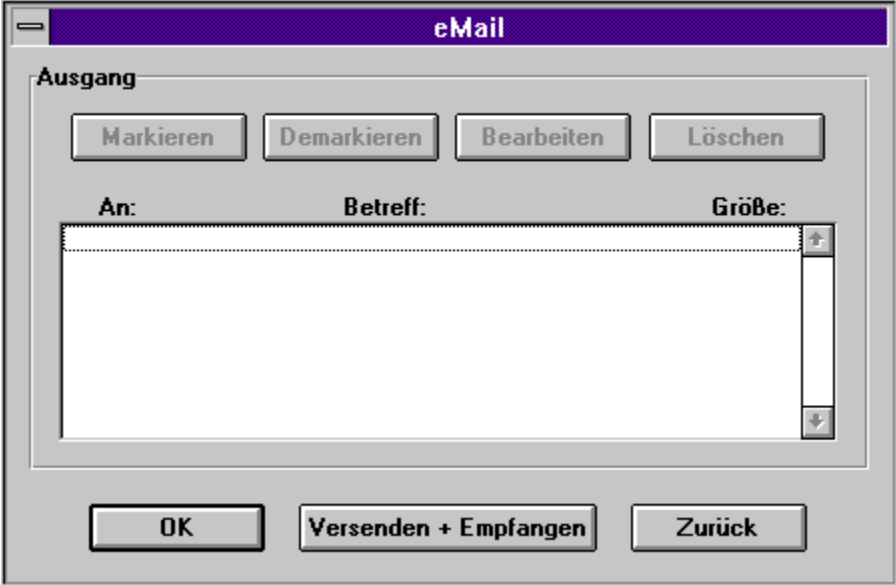 eMail
Ausgang
Markieren Demarkieren Bearbeiten Löschen
An: Betreff: Größe:
OK Versenden + Empfangen Zurück